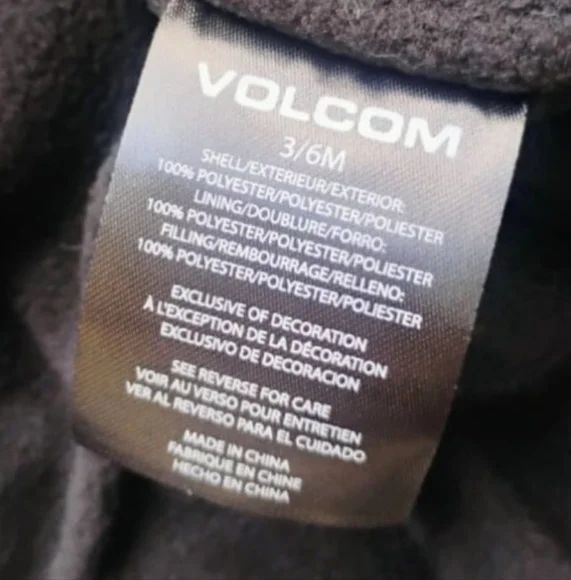 VOLCOM
3/6M
SHELL/EXTERIEUR/EXTERIOR:
100% POLYESTER/POLYESTER/POLIESTER
LINING/DOUBLURE/FORRO:
100% POLYESTER/POLYESTER/POLIESTER
FILLING/REMBOURRAGE/RELLENO:
100% POLYESTER/POLYESTER/POLIESTER
EXCLUSIVE OF DECORATION
À L'EXCEPTION DE LA DÉCORATION
EXCLUSIVO DE DECORACION
SEE REVERSE FOR CARE
VOIR AU VERSO POUR ENTRETIEN
VER AL REVERSO PARA EL CUIDADO
MADE IN CHINA
FABRIQUE EN CHINE
HECHO EN CHINA